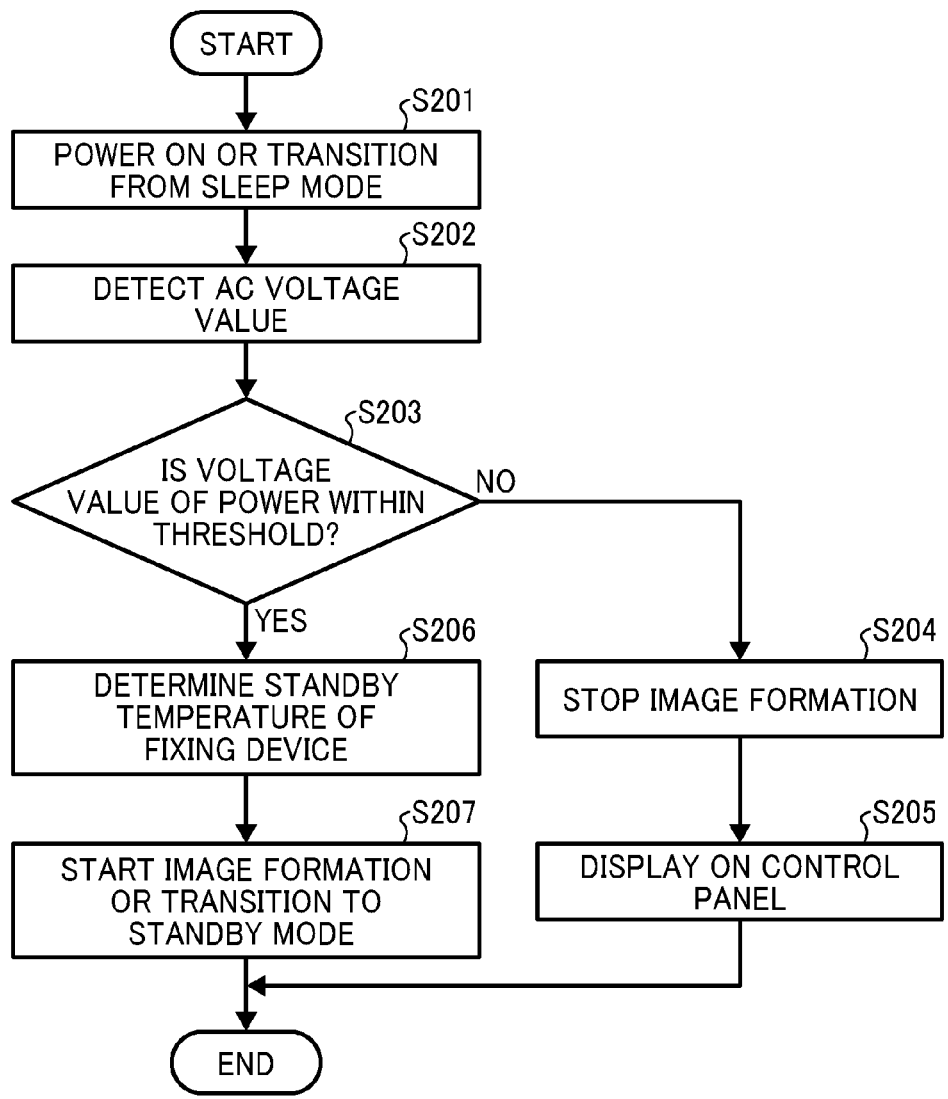 START
S201
POWER ON OR TRANSITION
FROM SLEEP MODE
S202
DETECT AC VOLTAGE
VALUE
S203
IS VOLTAGE
VALUE OF POWER WITHIN
THRESHOLD?
NO
YES
S206
DETERMINE STANDBY
TEMPERATURE OF
FIXING DEVICE
S204
STOP IMAGE FORMATION
S207
START IMAGE FORMATION
OR TRANSITION TO
STANDBY MODE
S205
DISPLAY ON CONTROL
PANEL
END